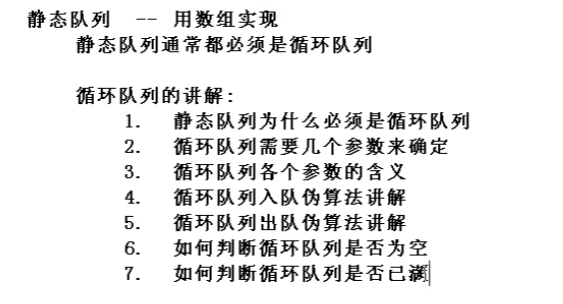 静态队列 -- 用数组实现
静态队列通常都必须是循环队列
循环队列的讲解:
1. 静态队列为什么必须是循环队列
2. 循环队列需要几个参数来确定
3. 循环队列各个参数的含义
4. 循环队列入队伪算法讲解
5. 循环队列出队伪算法讲解
6. 如何判断循环队列是否为空
7. 如何判断循环队列是否已满